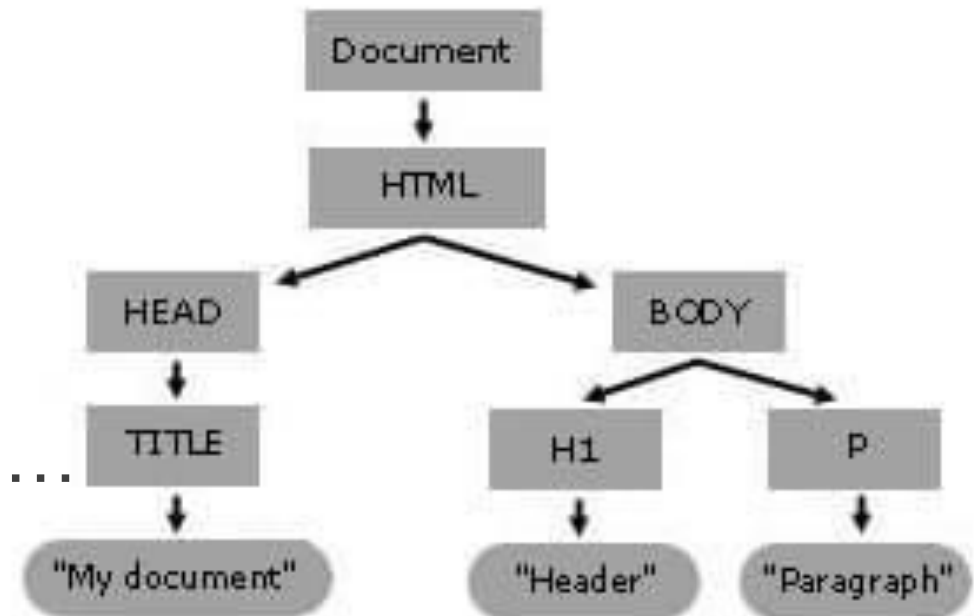 Document
HTML
HEAD
BODY
TITLE
H1
P
...
"My document"
"Header"
"Paragraph"